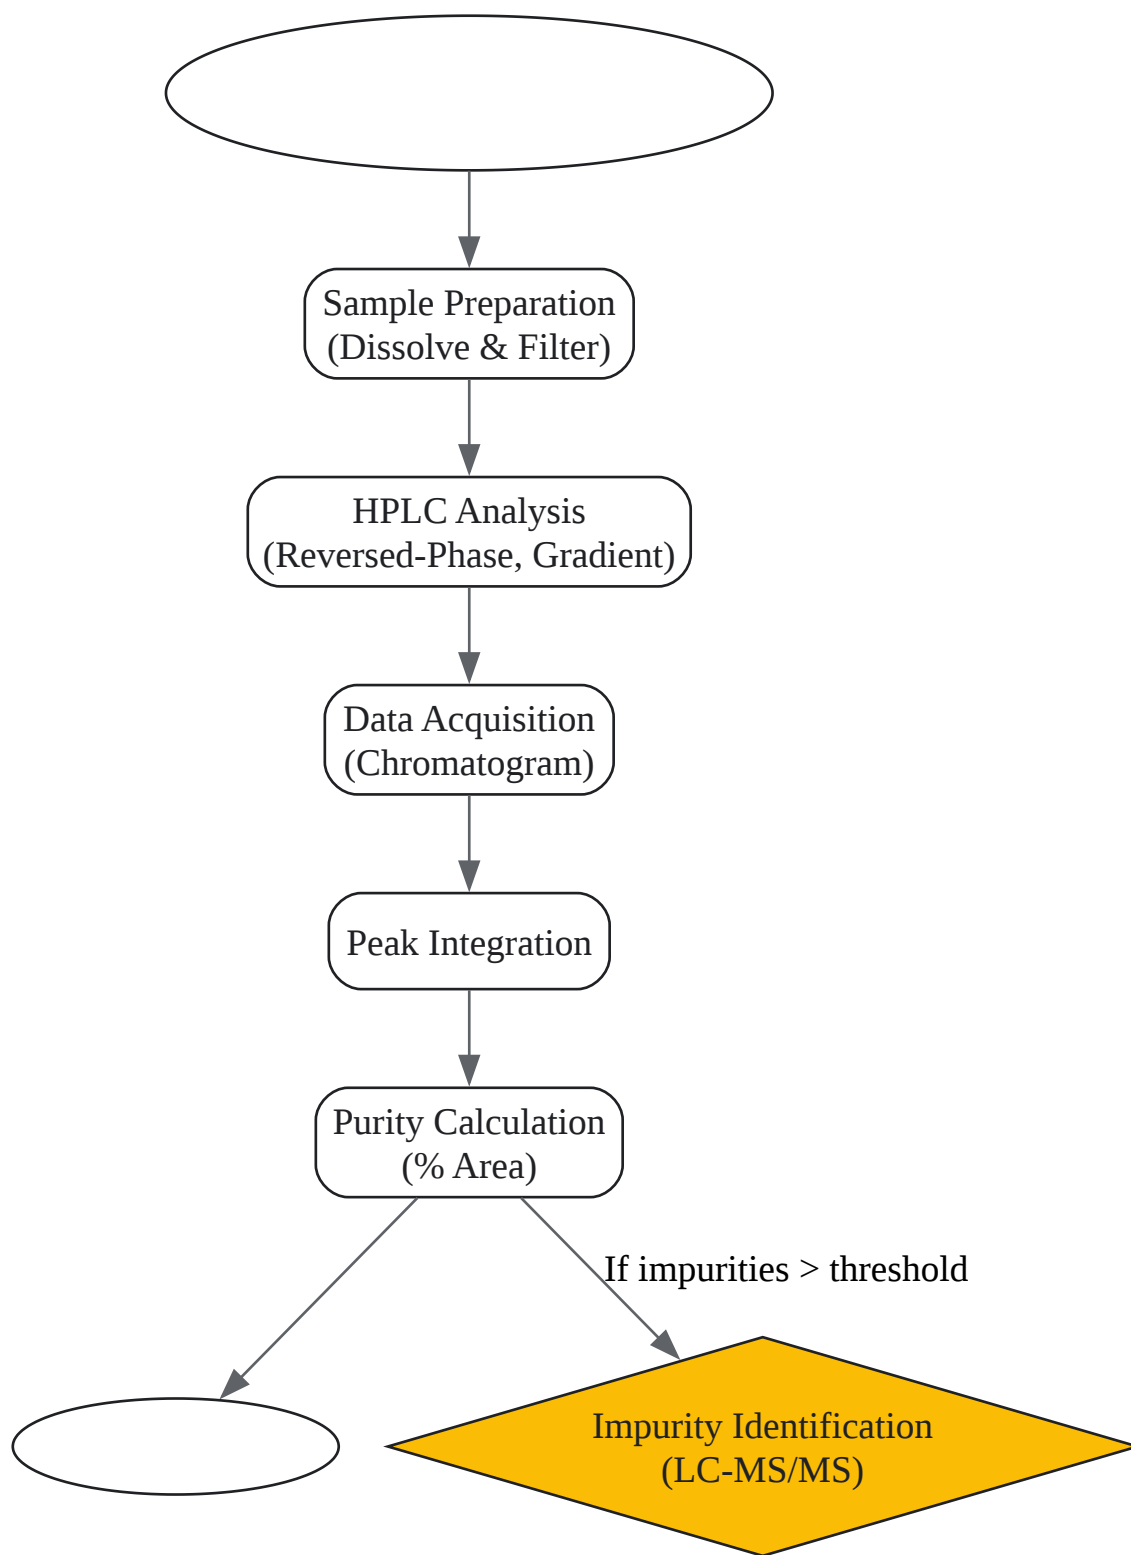 Sample Preparation
(Dissolve & Filter)
HPLC Analysis
(Reversed-Phase, Gradient)
Data Acquisition
(Chromatogram)
Peak Integration
Purity Calculation
(% Area)
If impurities > threshold
Impurity Identification
(LC-MS/MS)